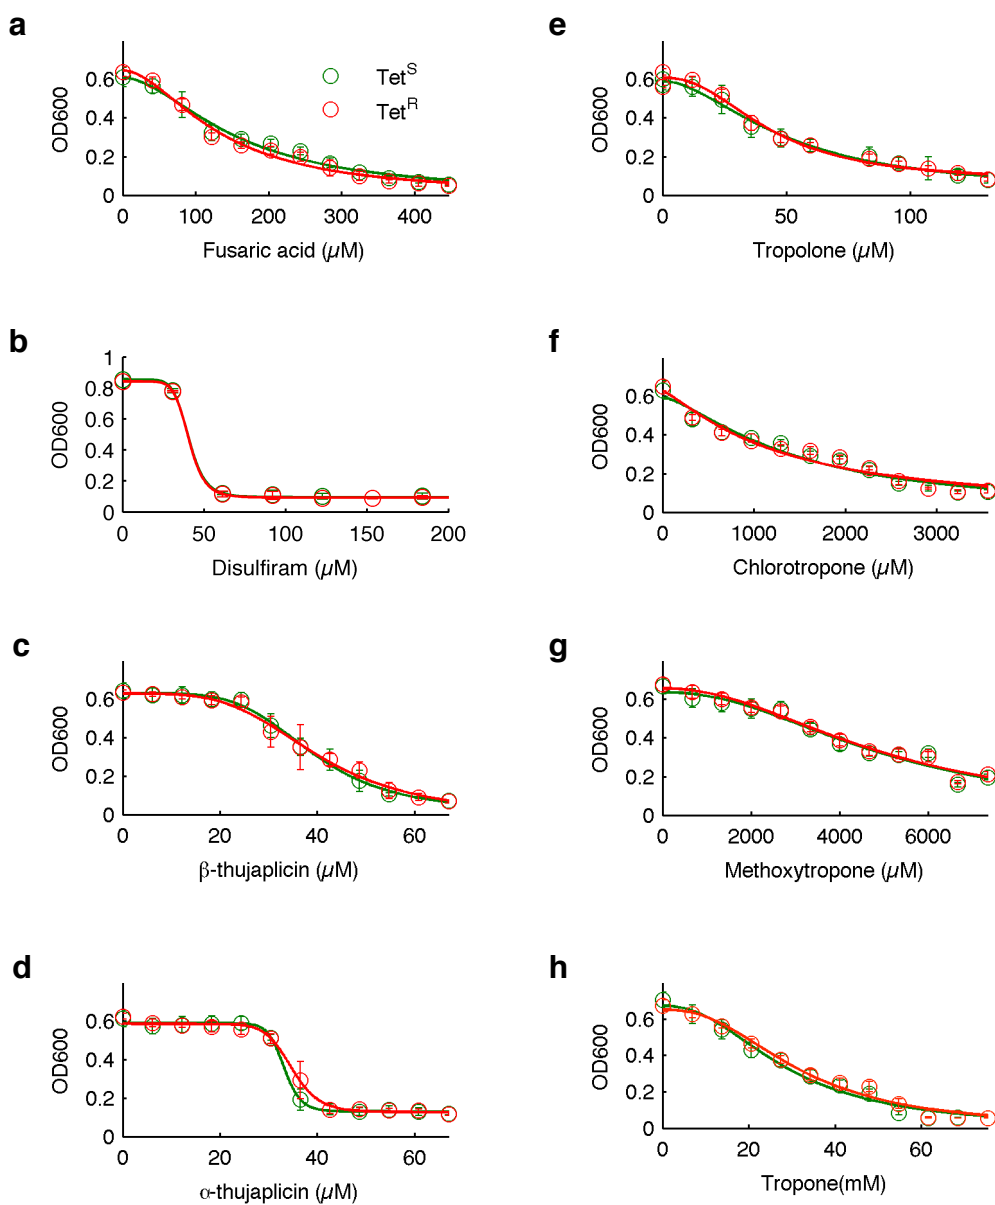 a
OD600
0.6
0.4
0.2
0
0 100 200 300 400
Fusaric acid (µM)
Tet^S
Tet^R
b
OD600
1
0.8
0.6
0.4
0.2
0
0 50 100 150 200
Disulfiram (µM)
c
OD600
0.6
0.4
0.2
0
0 20 40 60
β-thujaplicin (µM)
d
OD600
0.6
0.4
0.2
0
0 20 40 60
α-thujaplicin (µM)
e
OD600
0.6
0.4
0.2
0
0 50 100
Tropolone (µM)
f
OD600
0.6
0.4
0.2
0
0 1000 2000 3000
Chlorotropone (µM)
g
OD600
0.6
0.4
0.2
0
0 2000 4000 6000
Methoxytropone (µM)
h
OD600
0.6
0.4
0.2
0
0 20 40 60
Tropone(mM)